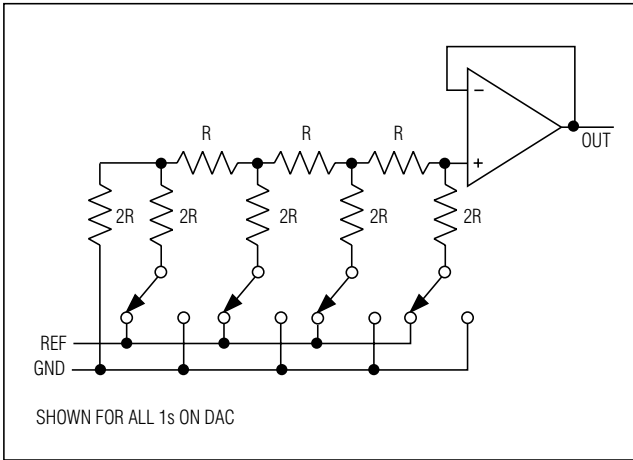 −
R R R
+
OUT
2R 2R 2R 2R 2R
REF
GND
SHOWN FOR ALL 1s ON DAC